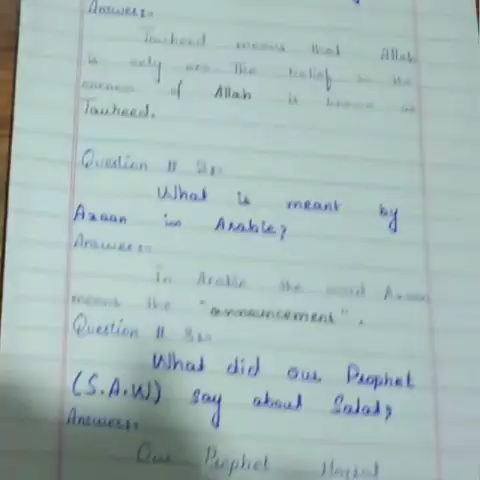 Answer:-
Tauheed means that Allah
is only one The belief in the
oneness of Allah is known as
Tauheed.
Question # 2:-
What is meant by
Azaan in Arabic?
Answer:-
In Arabic the word Azaan
means the "announcement".
Question # 3:-
What did our Prophet
(S.A.W) say about Salat?
Answer:-
Our Prophet Hazrat